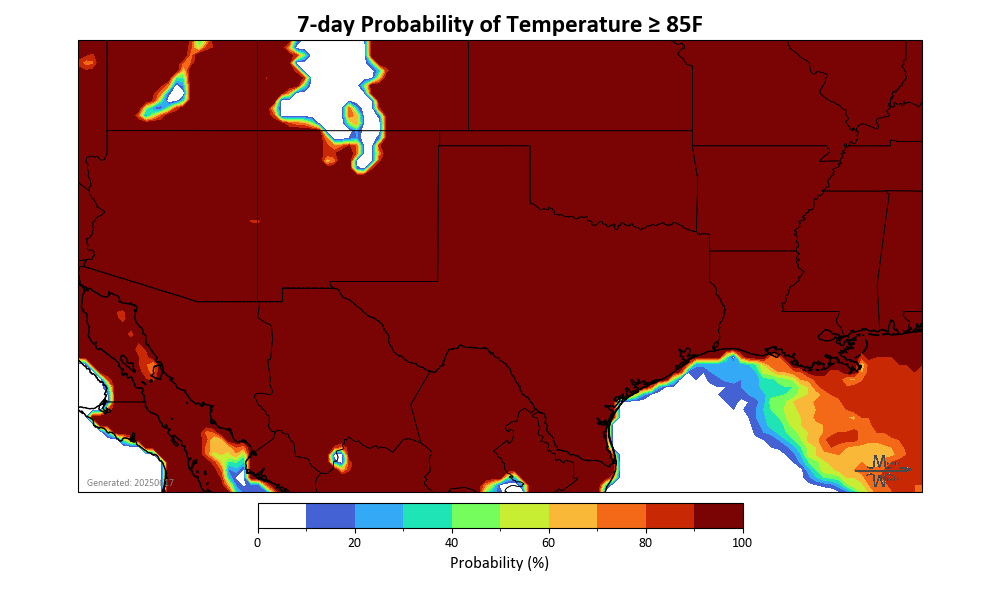 7-day Probability of Temperature ≥ 85F
M
W
0 20 40 60 80 100
Probability (%)